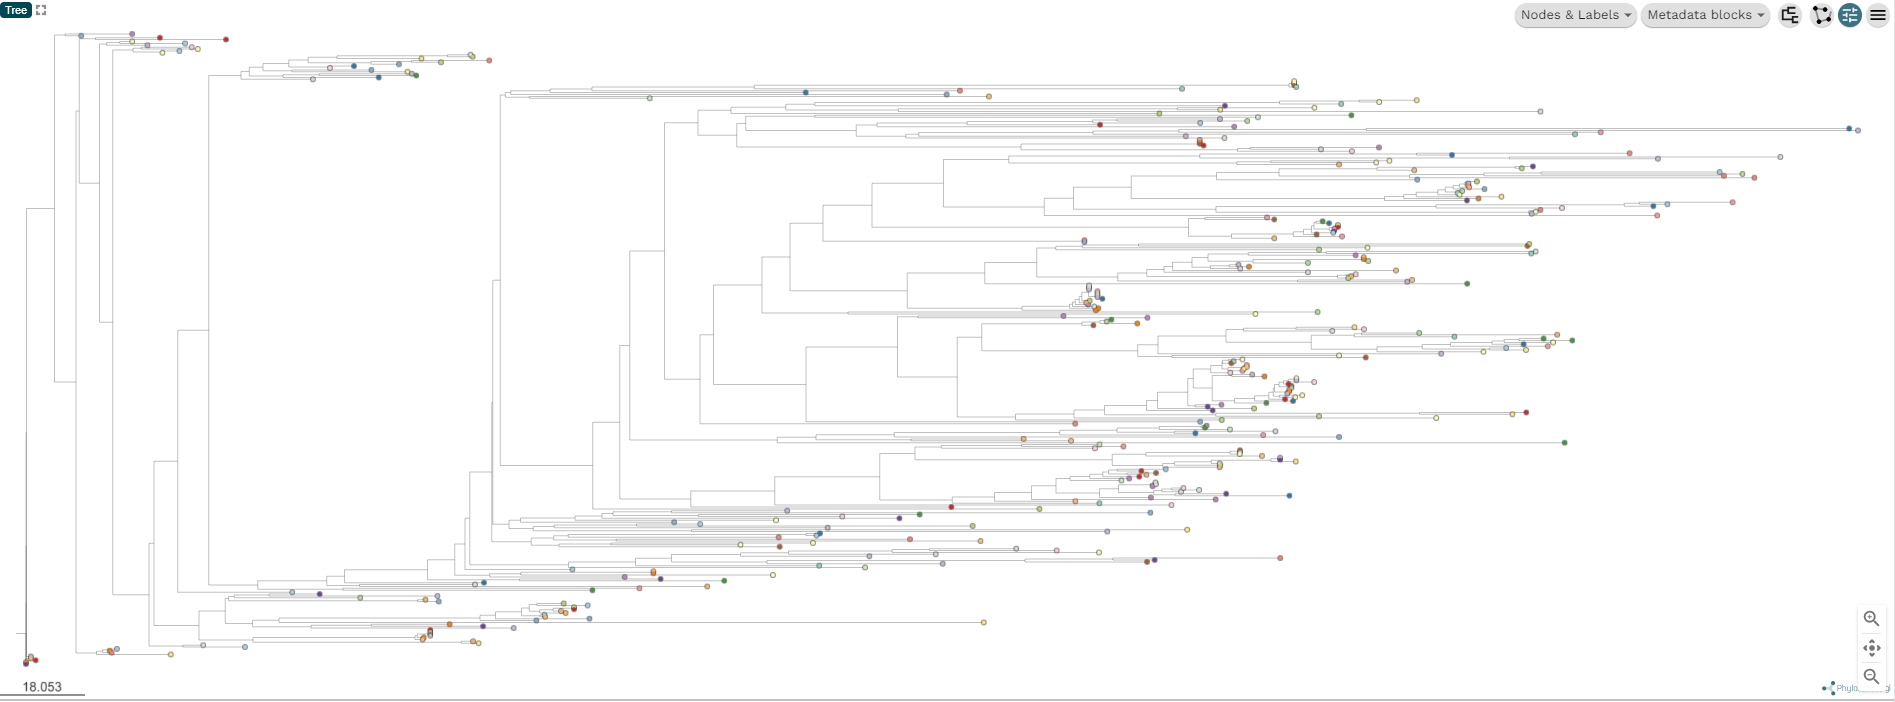 Tree
Nodes & Labels
Metadata blocks
18.053